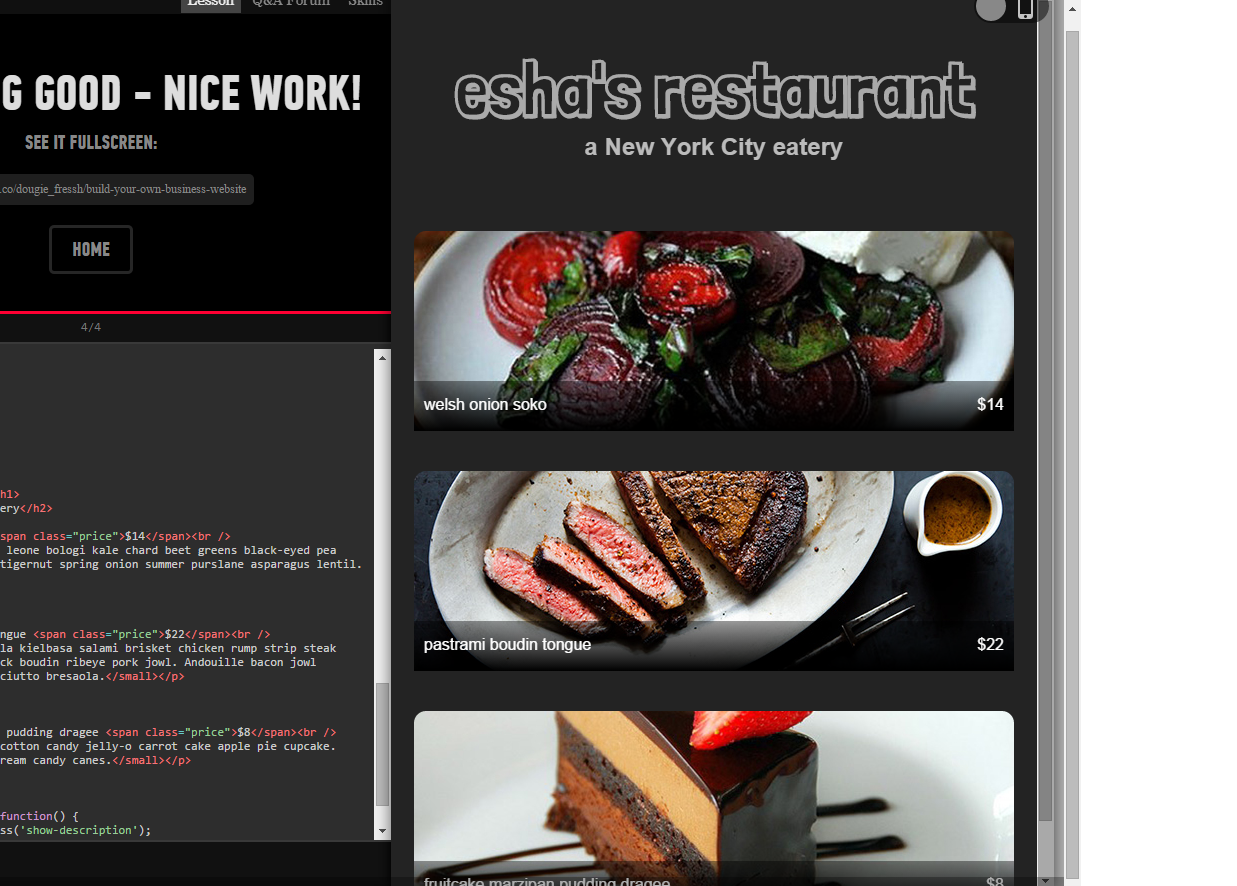 Lesson Q&A Forum Skills
G GOOD - NICE WORK!
SEE IT FULLSCREEN:
.co/dougie_fressh/build-your-own-business-website
HOME
4/4
h1>
ery</h2>
span class="price">$14</span><br />
leone bologi kale chard beet greens black-eyed pea
tigernut spring onion summer purslane asparagus lentil.
ngue <span class="price">$22</span><br />
la kielbasa salami brisket chicken rump strip steak
ck boudin ribeye pork jowl. Andouille bacon jowl
ciutto bresaola.</small></p>
pudding dragee <span class="price">$8</span><br />
cotton candy jelly-o carrot cake apple pie cupcake.
ream candy canes.</small></p>
function() {
ss('show-description');
esha's restaurant
a New York City eatery
welsh onion soko $14
pastrami boudin tongue $22
fruitcake marzipan pudding dragee $8